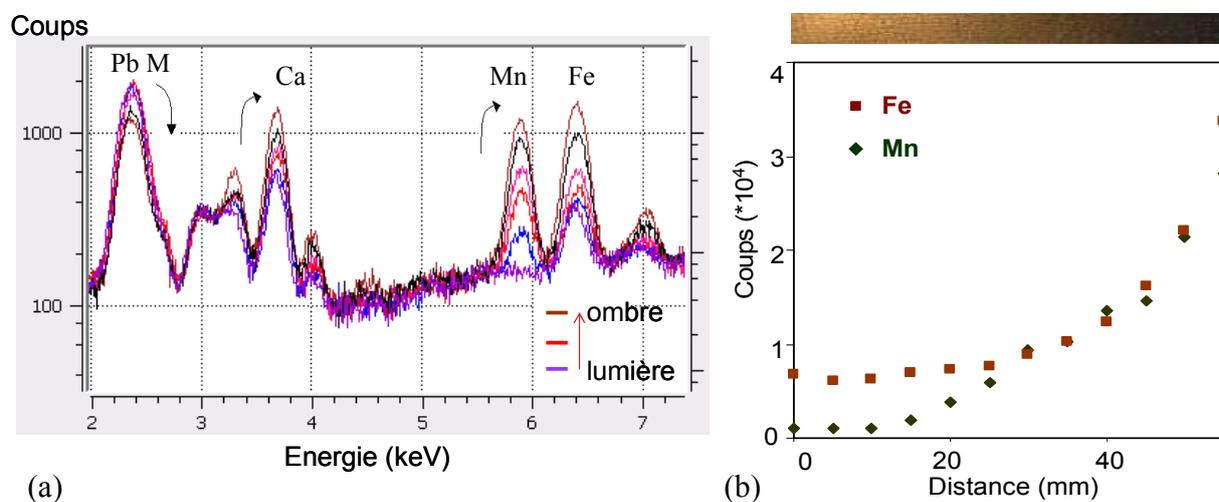 Coups
Pb M
Ca
Mn
Fe
1000
100
ombre
lumière
2
3
4
5
6
7
Energie (keV)
(a)
4
3
2
1
0
Coups (*10⁴)
Fe
Mn
0
20
40
Distance (mm)
(b)